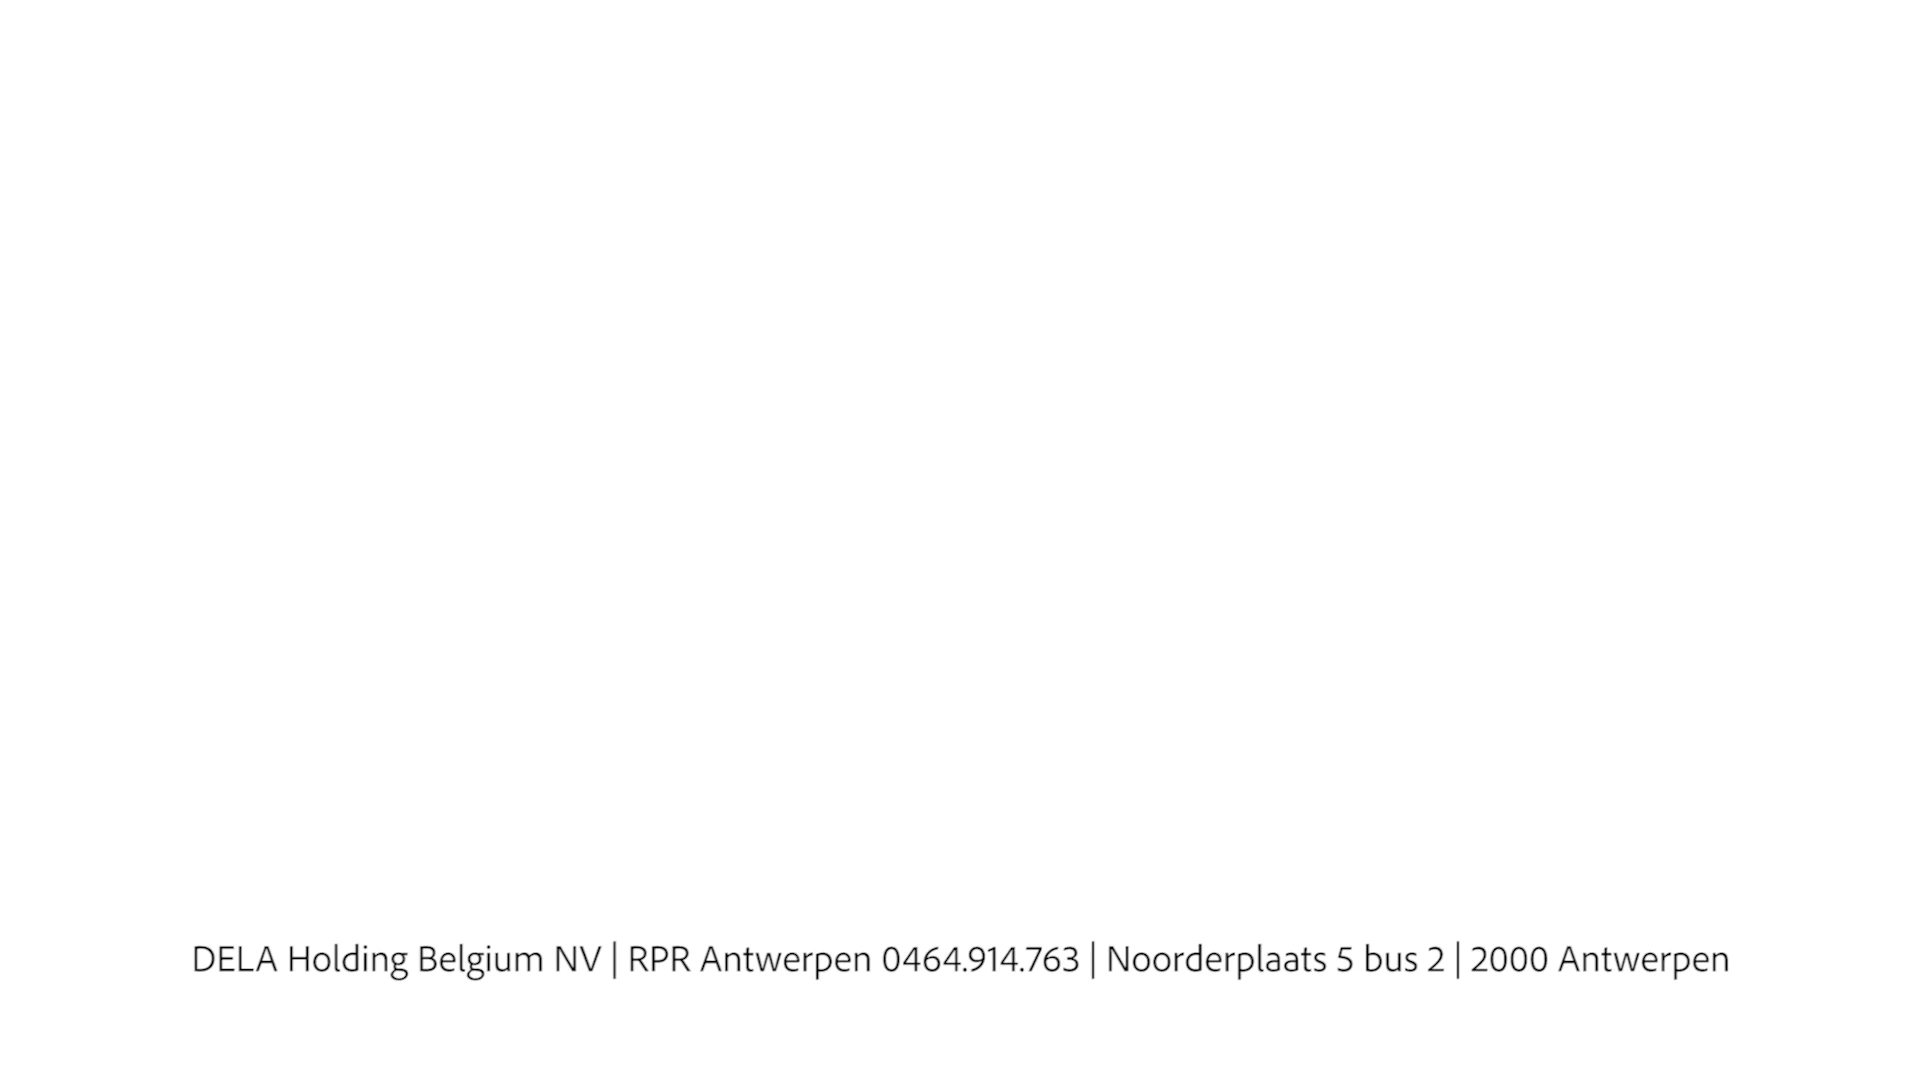 DELA Holding Belgium NV | RPR Antwerpen 0464.914.763 | Noorderplaats 5 bus 2 | 2000 Antwerpen